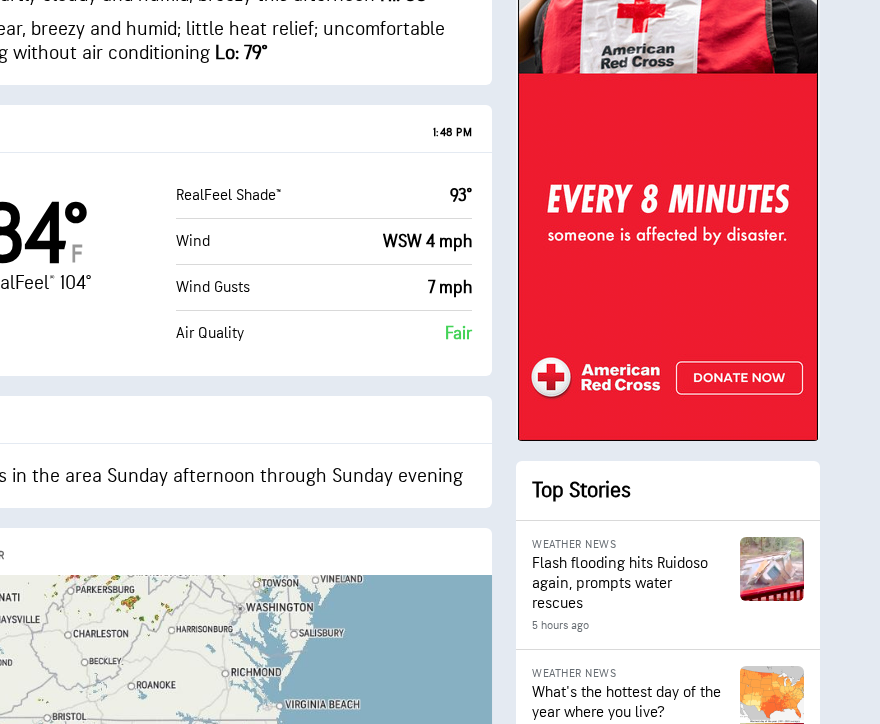 ear, breezy and humid; little heat relief; uncomfortable
g without air conditioning Lo: 79°
1:48 PM
84°F
alFeel® 104°
RealFeel Shade™ 93°
Wind WSW 4 mph
Wind Gusts 7 mph
Air Quality Fair
s in the area Sunday afternoon through Sunday evening
R
PARKERSBURG
TOWSON
VINELAND
NATI
WASHINGTON
AYSVILLE
CHARLESTON
HARRISONBURG
SALISBURY
OND
BECKLEY
RICHMOND
ROANOKE
VIRGINIA BEACH
BRISTOL
American
Red Cross
EVERY 8 MINUTES
someone is affected by disaster.
American
Red Cross
DONATE NOW
Top Stories
WEATHER NEWS
Flash flooding hits Ruidoso
again, prompts water
rescues
5 hours ago
WEATHER NEWS
What's the hottest day of the
year where you live?